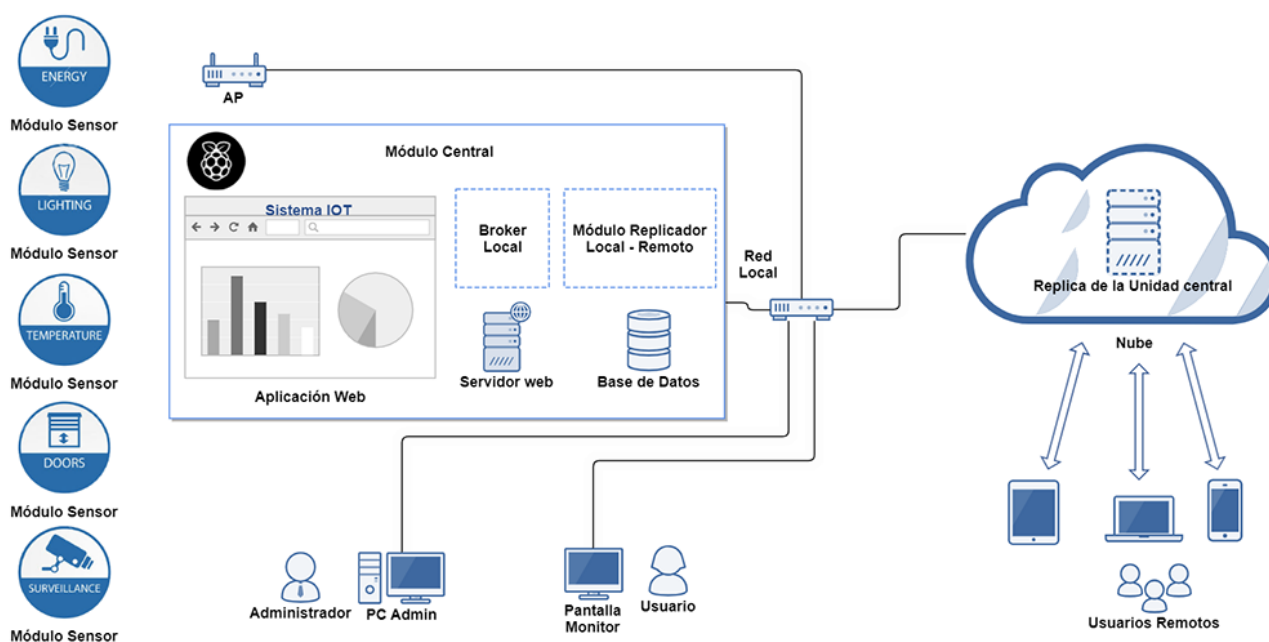 ENERGY
Módulo Sensor
LIGHTING
Módulo Sensor
TEMPERATURE
Módulo Sensor
DOORS
Módulo Sensor
SURVEILLANCE
Módulo Sensor
AP
Módulo Central
Sistema IOT
Aplicación Web
Broker
Local
Módulo Replicador
Local - Remoto
Servidor web
Base de Datos
Red
Local
Administrador
PC Admin
Pantalla
Monitor
Usuario
Replica de la Unidad central
Nube
Usuarios Remotos